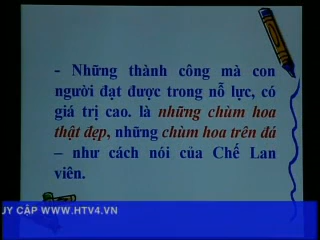 - Những thành công mà con
người đạt được trong nỗ lực, có
giá trị cao. là những chùm hoa
thật đẹp, những chùm hoa trên đá
– như cách nói của Chế Lan
viên.
UY CẬP WWW.HTV4.VN